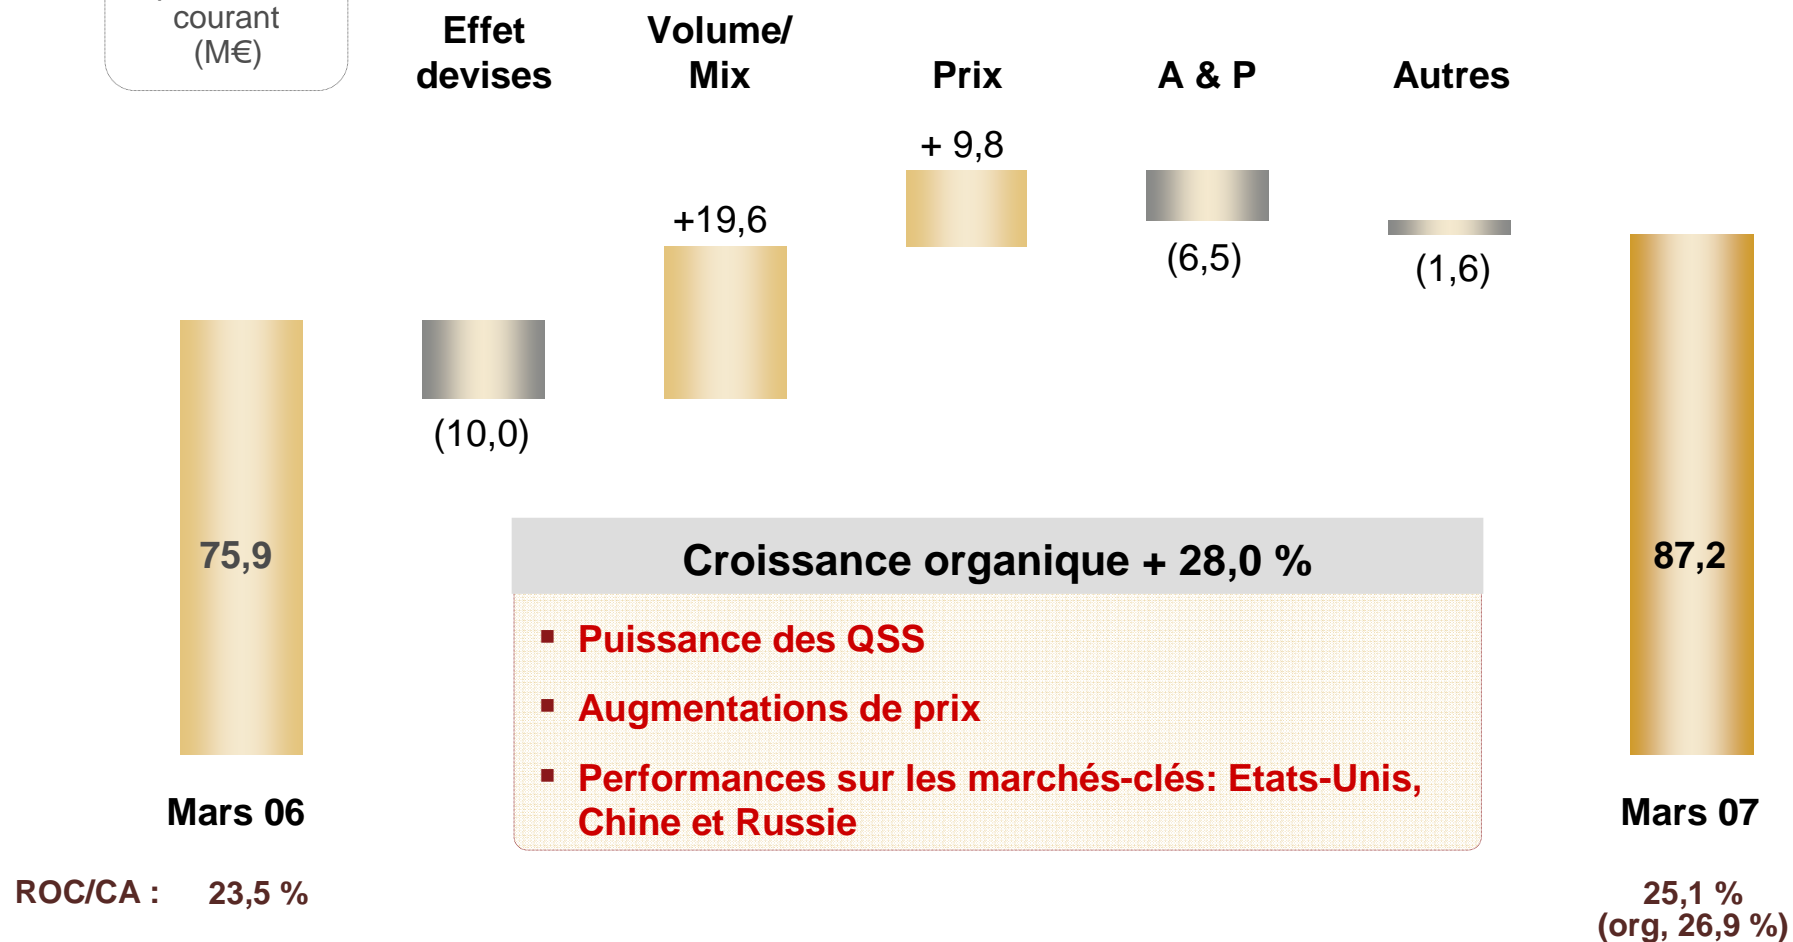 courant
(M€)
Effet
devises
Volume/
Mix
Prix
A & P
Autres
+ 9,8
+19,6
(6,5)
(1,6)
(10,0)
75,9
87,2
Croissance organique + 28,0 %
▪ Puissance des QSS
▪ Augmentations de prix
▪ Performances sur les marchés-clés: Etats-Unis,
Chine et Russie
Mars 06
Mars 07
ROC/CA : 23,5 %
25,1 %
(org, 26,9 %)